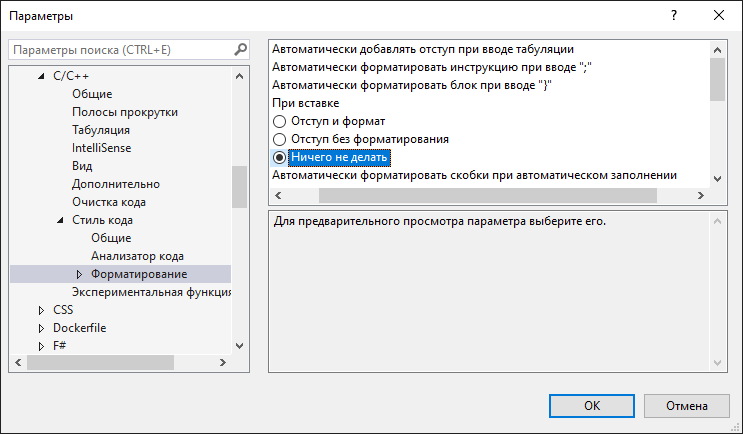 Параметры
Параметры поиска (CTRL+E)
C/C++
Общие
Полосы прокрутки
Табуляция
IntelliSense
Вид
Дополнительно
Очистка кода
Стиль кода
Общие
Анализатор кода
Форматирование
Экспериментальная функция
CSS
Dockerfile
F#
Автоматически добавлять отступ при вводе табуляции
Автоматически форматировать инструкцию при вводе ";"
Автоматически форматировать блок при вводе "}"
При вставке
Отступ и формат
Отступ без форматирования
Ничего не делать
Автоматически форматировать скобки при автоматическом заполнении
Для предварительного просмотра параметра выберите его.
OK
Отмена